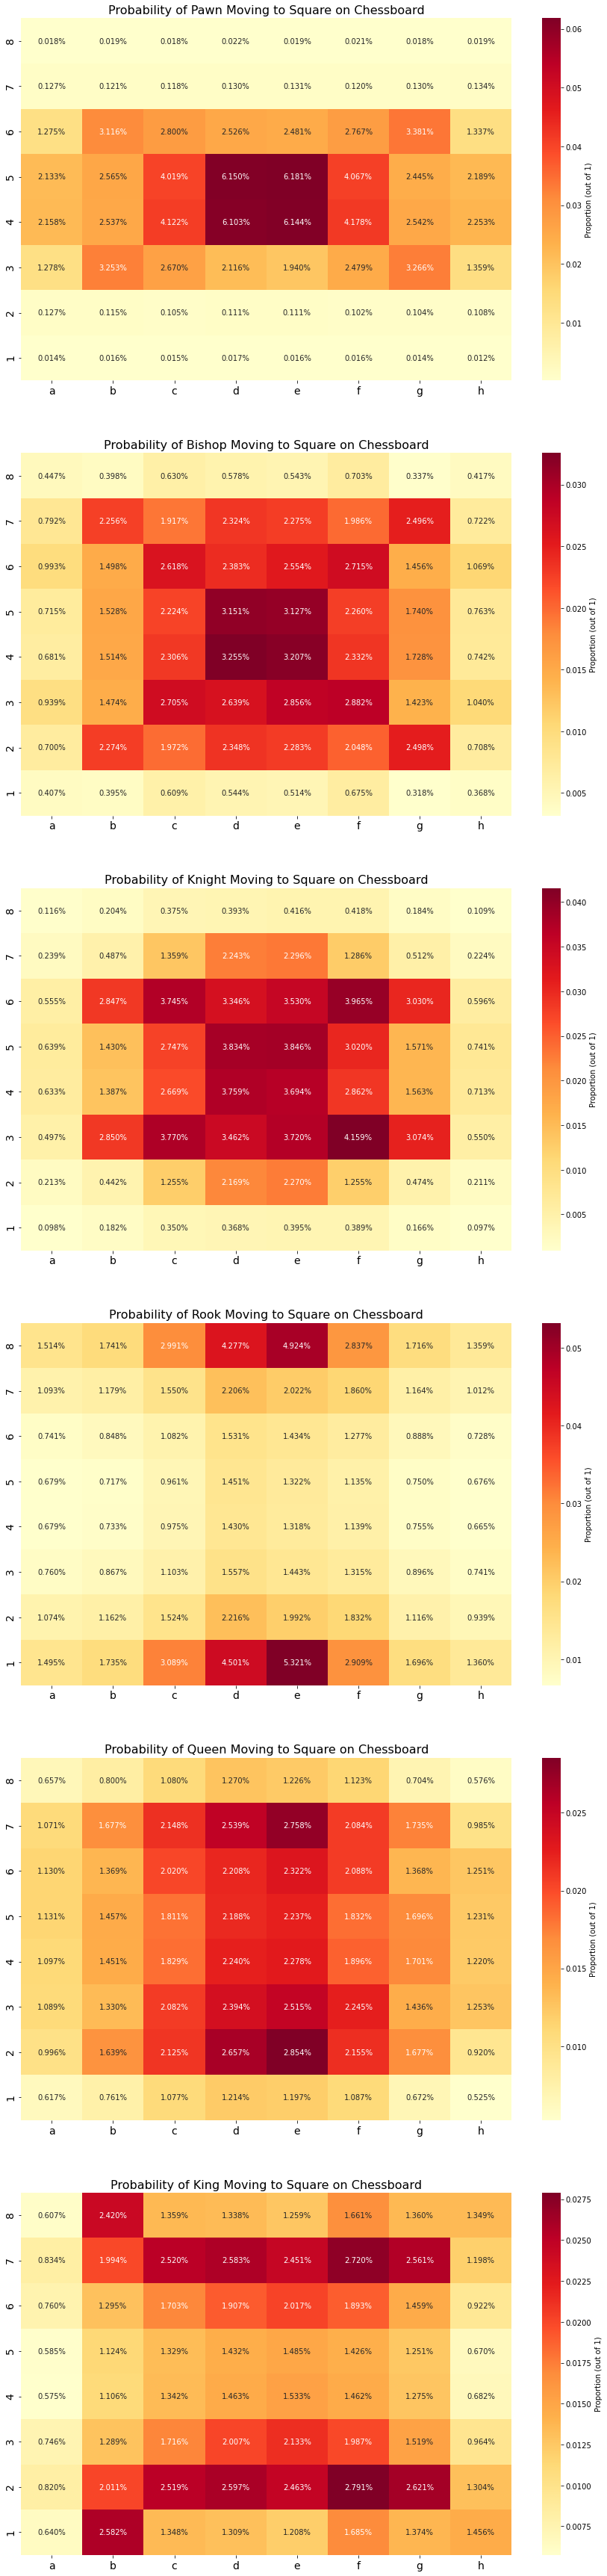 Probability of Pawn Moving to Square on Chessboard
8 0.018% 0.019% 0.018% 0.022% 0.019% 0.021% 0.018% 0.019%
7 0.127% 0.121% 0.118% 0.130% 0.131% 0.120% 0.130% 0.134%
6 1.275% 3.116% 2.800% 2.526% 2.481% 2.767% 3.381% 1.337%
5 2.133% 2.565% 4.019% 6.150% 6.181% 4.067% 2.445% 2.189%
4 2.158% 2.537% 4.122% 6.103% 6.144% 4.178% 2.542% 2.253%
3 1.278% 3.253% 2.670% 2.116% 1.940% 2.479% 3.266% 1.359%
2 0.127% 0.115% 0.105% 0.111% 0.111% 0.102% 0.104% 0.108%
1 0.014% 0.016% 0.015% 0.017% 0.016% 0.016% 0.014% 0.012%
a b c d e f g h
0.06
0.05
0.04
0.03
0.02
0.01
Proportion (out of 1)
Probability of Bishop Moving to Square on Chessboard
8 0.447% 0.398% 0.630% 0.578% 0.543% 0.703% 0.337% 0.417%
7 0.792% 2.256% 1.917% 2.324% 2.275% 1.986% 2.496% 0.722%
6 0.993% 1.498% 2.618% 2.383% 2.554% 2.715% 1.456% 1.069%
5 0.715% 1.528% 2.224% 3.151% 3.127% 2.260% 1.740% 0.763%
4 0.681% 1.514% 2.306% 3.255% 3.207% 2.332% 1.728% 0.742%
3 0.939% 1.474% 2.705% 2.639% 2.856% 2.882% 1.423% 1.040%
2 0.700% 2.274% 1.972% 2.348% 2.283% 2.048% 2.498% 0.708%
1 0.407% 0.395% 0.609% 0.544% 0.514% 0.675% 0.318% 0.368%
a b c d e f g h
0.030
0.025
0.020
0.015
0.010
0.005
Proportion (out of 1)
Probability of Knight Moving to Square on Chessboard
8 0.116% 0.204% 0.375% 0.393% 0.416% 0.418% 0.184% 0.109%
7 0.239% 0.487% 1.359% 2.243% 2.296% 1.286% 0.512% 0.224%
6 0.555% 2.847% 3.745% 3.346% 3.530% 3.965% 3.030% 0.596%
5 0.639% 1.430% 2.747% 3.834% 3.846% 3.020% 1.571% 0.741%
4 0.633% 1.387% 2.669% 3.759% 3.694% 2.862% 1.563% 0.713%
3 0.497% 2.850% 3.770% 3.462% 3.720% 4.159% 3.074% 0.550%
2 0.213% 0.442% 1.255% 2.169% 2.270% 1.255% 0.474% 0.211%
1 0.098% 0.182% 0.350% 0.368% 0.395% 0.389% 0.166% 0.097%
a b c d e f g h
0.040
0.035
0.030
0.025
0.020
0.015
0.010
0.005
Proportion (out of 1)
Probability of Rook Moving to Square on Chessboard
8 1.514% 1.741% 2.991% 4.277% 4.924% 2.837% 1.716% 1.359%
7 1.093% 1.179% 1.550% 2.206% 2.022% 1.860% 1.164% 1.012%
6 0.741% 0.848% 1.082% 1.531% 1.434% 1.277% 0.888% 0.728%
5 0.679% 0.717% 0.961% 1.451% 1.322% 1.135% 0.750% 0.676%
4 0.679% 0.733% 0.975% 1.430% 1.318% 1.139% 0.755% 0.665%
3 0.760% 0.867% 1.103% 1.557% 1.443% 1.315% 0.896% 0.741%
2 1.074% 1.162% 1.524% 2.216% 1.992% 1.832% 1.116% 0.939%
1 1.495% 1.735% 3.089% 4.501% 5.321% 2.909% 1.696% 1.360%
a b c d e f g h
0.05
0.04
0.03
0.02
0.01
Proportion (out of 1)
Probability of Queen Moving to Square on Chessboard
8 0.657% 0.800% 1.080% 1.270% 1.226% 1.123% 0.704% 0.576%
7 1.071% 1.677% 2.148% 2.539% 2.758% 2.084% 1.735% 0.985%
6 1.130% 1.369% 2.020% 2.208% 2.322% 2.088% 1.368% 1.251%
5 1.131% 1.457% 1.811% 2.188% 2.237% 1.832% 1.696% 1.231%
4 1.097% 1.451% 1.829% 2.240% 2.278% 1.896% 1.701% 1.220%
3 1.089% 1.330% 2.082% 2.394% 2.515% 2.245% 1.436% 1.253%
2 0.996% 1.639% 2.125% 2.657% 2.854% 2.155% 1.677% 0.920%
1 0.617% 0.761% 1.077% 1.214% 1.197% 1.087% 0.672% 0.525%
a b c d e f g h
0.025
0.020
0.015
0.010
Proportion (out of 1)
Probability of King Moving to Square on Chessboard
8 0.607% 2.420% 1.359% 1.338% 1.259% 1.661% 1.360% 1.349%
7 0.834% 1.994% 2.520% 2.583% 2.451% 2.720% 2.561% 1.198%
6 0.760% 1.295% 1.703% 1.907% 2.017% 1.893% 1.459% 0.922%
5 0.585% 1.124% 1.329% 1.432% 1.485% 1.426% 1.251% 0.670%
4 0.575% 1.106% 1.342% 1.463% 1.533% 1.462% 1.275% 0.682%
3 0.746% 1.289% 1.716% 2.007% 2.133% 1.987% 1.519% 0.964%
2 0.820% 2.011% 2.519% 2.597% 2.463% 2.791% 2.621% 1.304%
1 0.640% 2.582% 1.348% 1.309% 1.208% 1.685% 1.374% 1.456%
a b c d e f g h
0.0275
0.0250
0.0225
0.0200
0.0175
0.0150
0.0125
0.0100
0.0075
Proportion (out of 1)